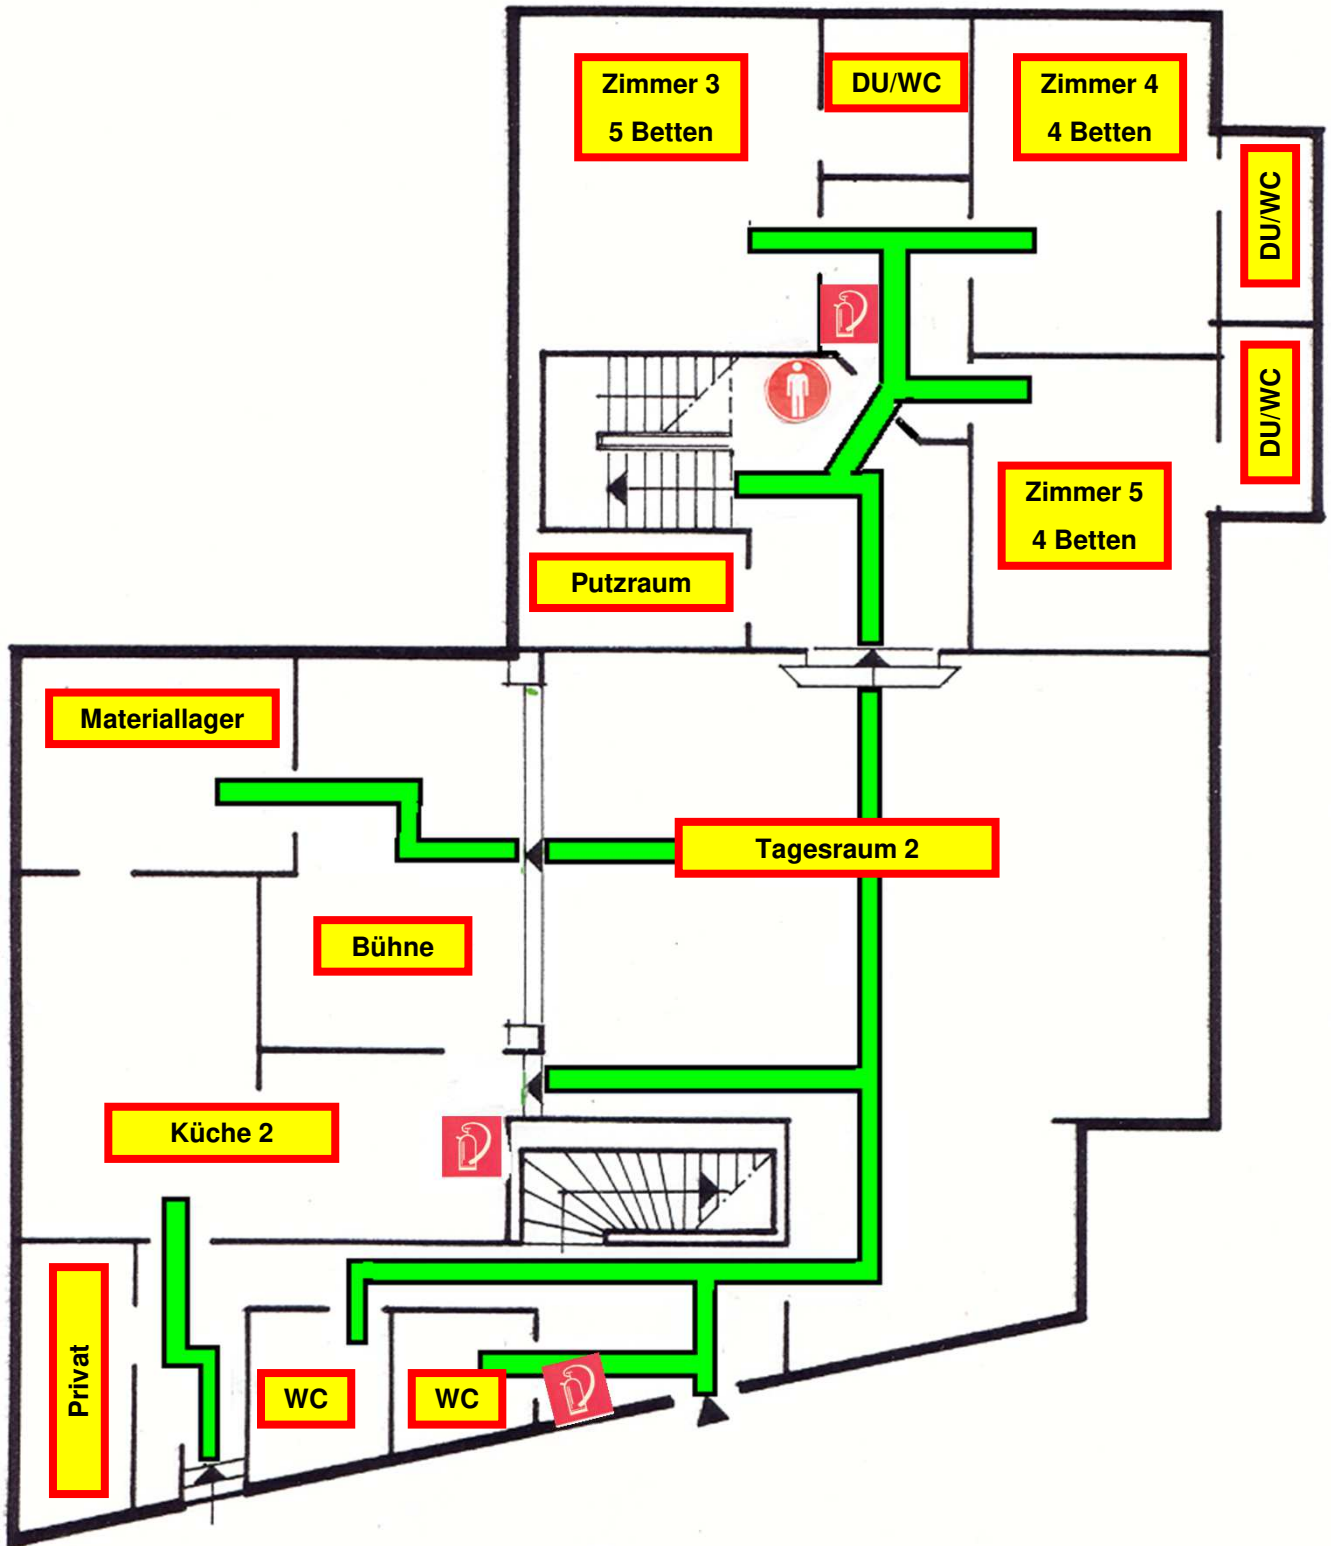 Zimmer 3
5 Betten
DU/WC
Zimmer 4
4 Betten
DU/WC
DU/WC
Zimmer 5
4 Betten
Putzraum
Materiallager
Tagesraum 2
Bühne
Küche 2
Privat
WC
WC